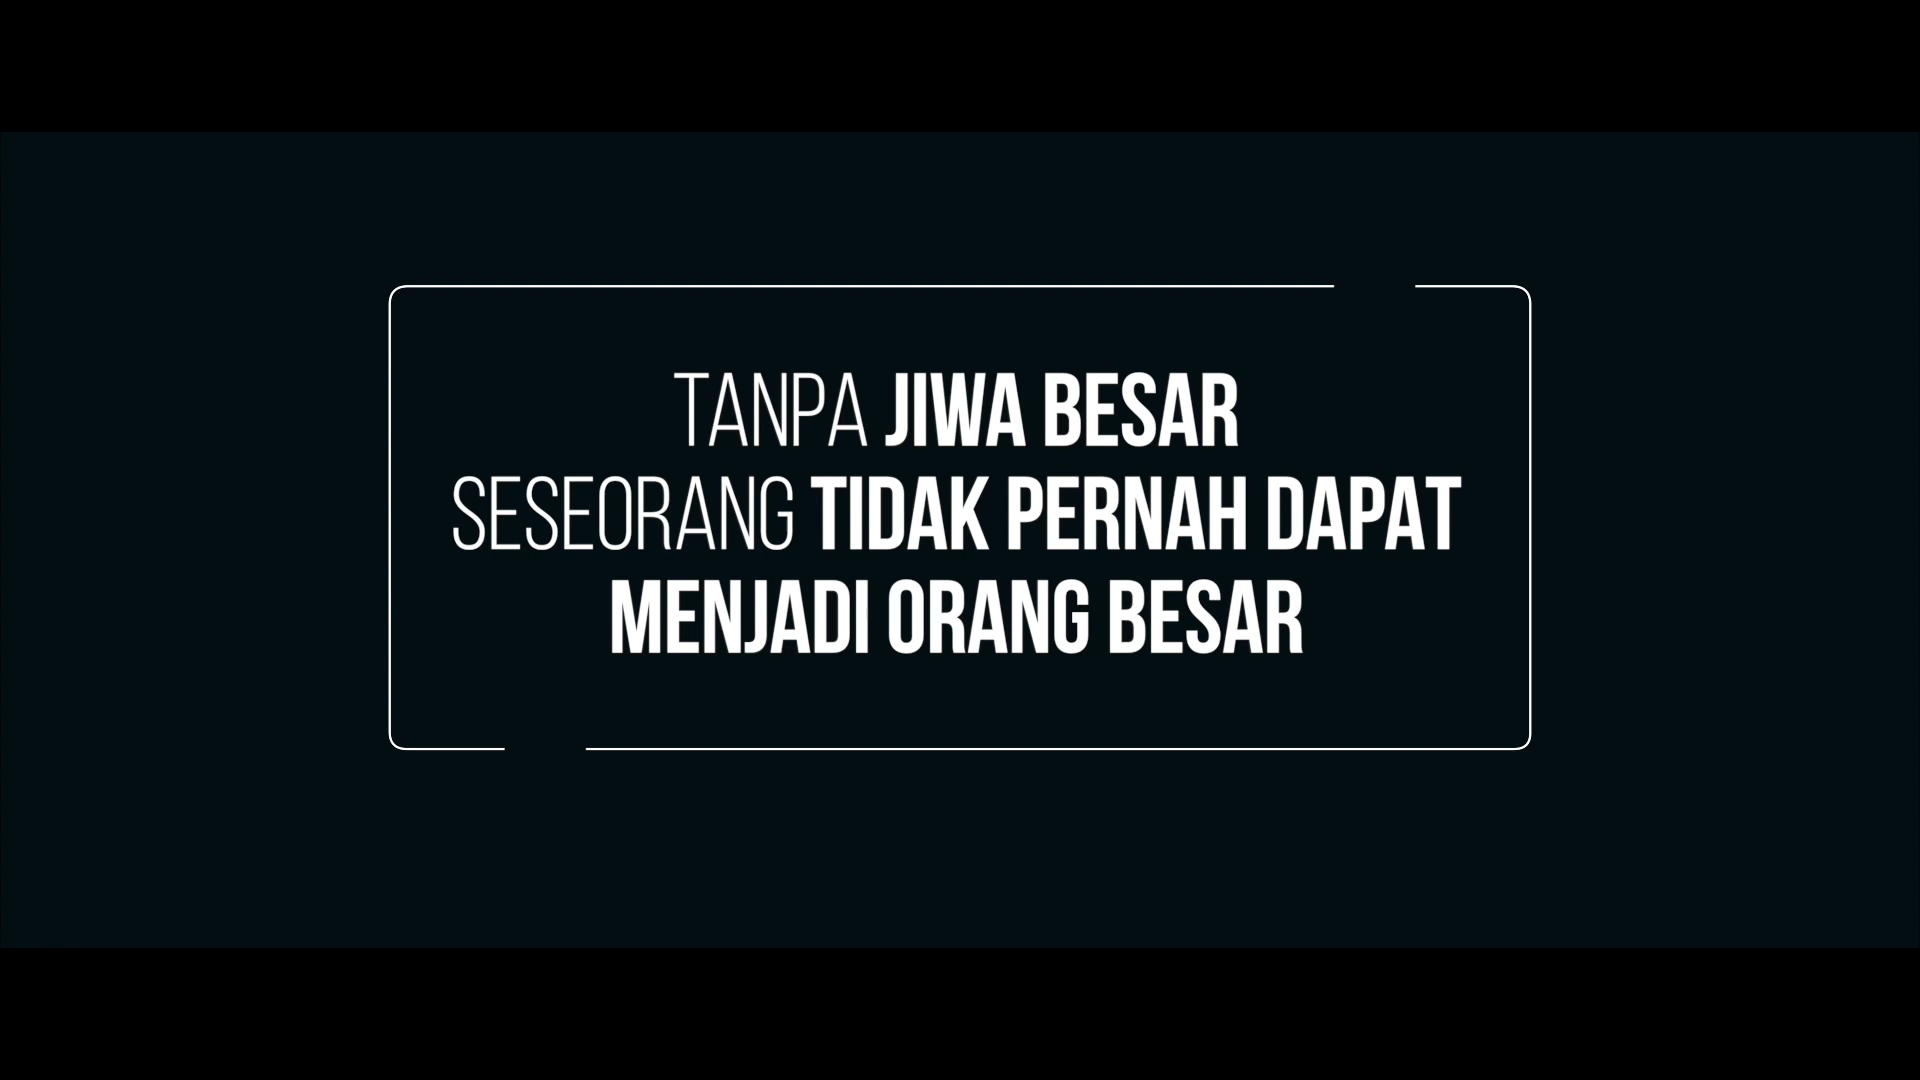 TANPA JIWA BESAR
SESEORANG TIDAK PERNAH DAPAT
MENJADI ORANG BESAR